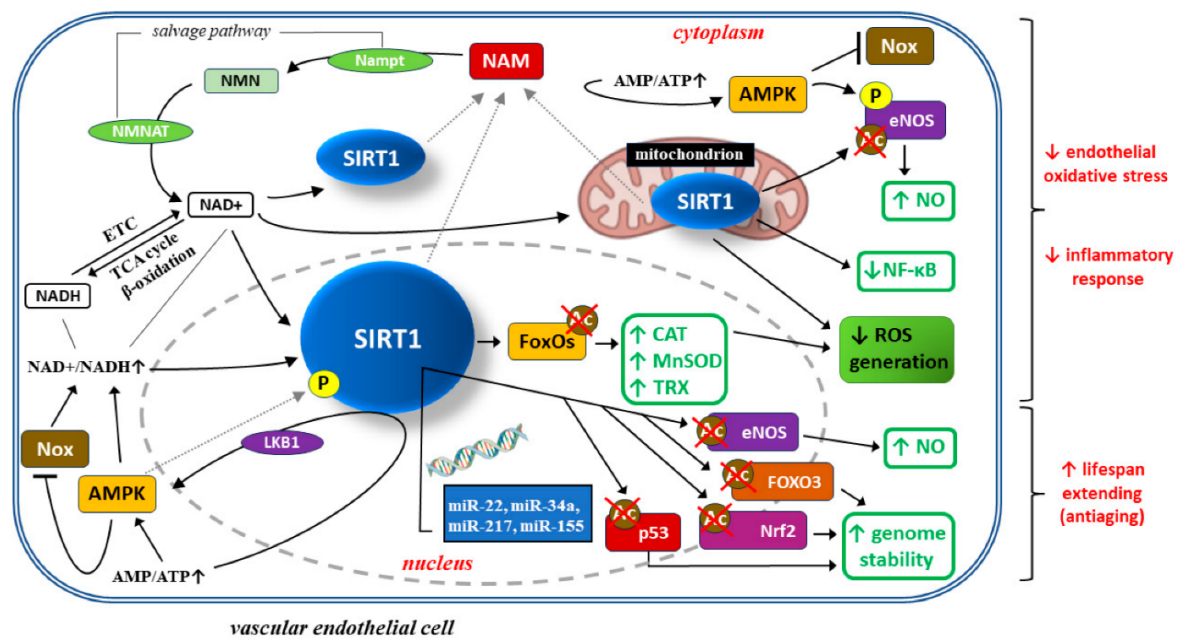 salvage pathway
cytoplasm
Nox
Nampt
NAM
NMN
AMP/ATP↑
AMPK
P
eNOS
Ac
NMNAT
SIRT1
mitochondrion
SIRT1
↑ NO
↓ endothelial
oxidative stress
NAD+
ETC
TCA cycle
β-oxidation
NADH
↓NF-κB
↓ inflammatory
response
SIRT1
Ac
FoxOs
↑ CAT
↑ MnSOD
↑ TRX
↓ ROS
generation
NAD+/NADH↑
P
Nox
LKB1
Ac
eNOS
↑ NO
AMPK
Ac
FOXO3
↑ lifespan
extending
(antiaging)
miR-22, miR-34a,
miR-217, miR-155
Ac
p53
Ac
Nrf2
↑ genome
stability
nucleus
AMP/ATP↑
vascular endothelial cell